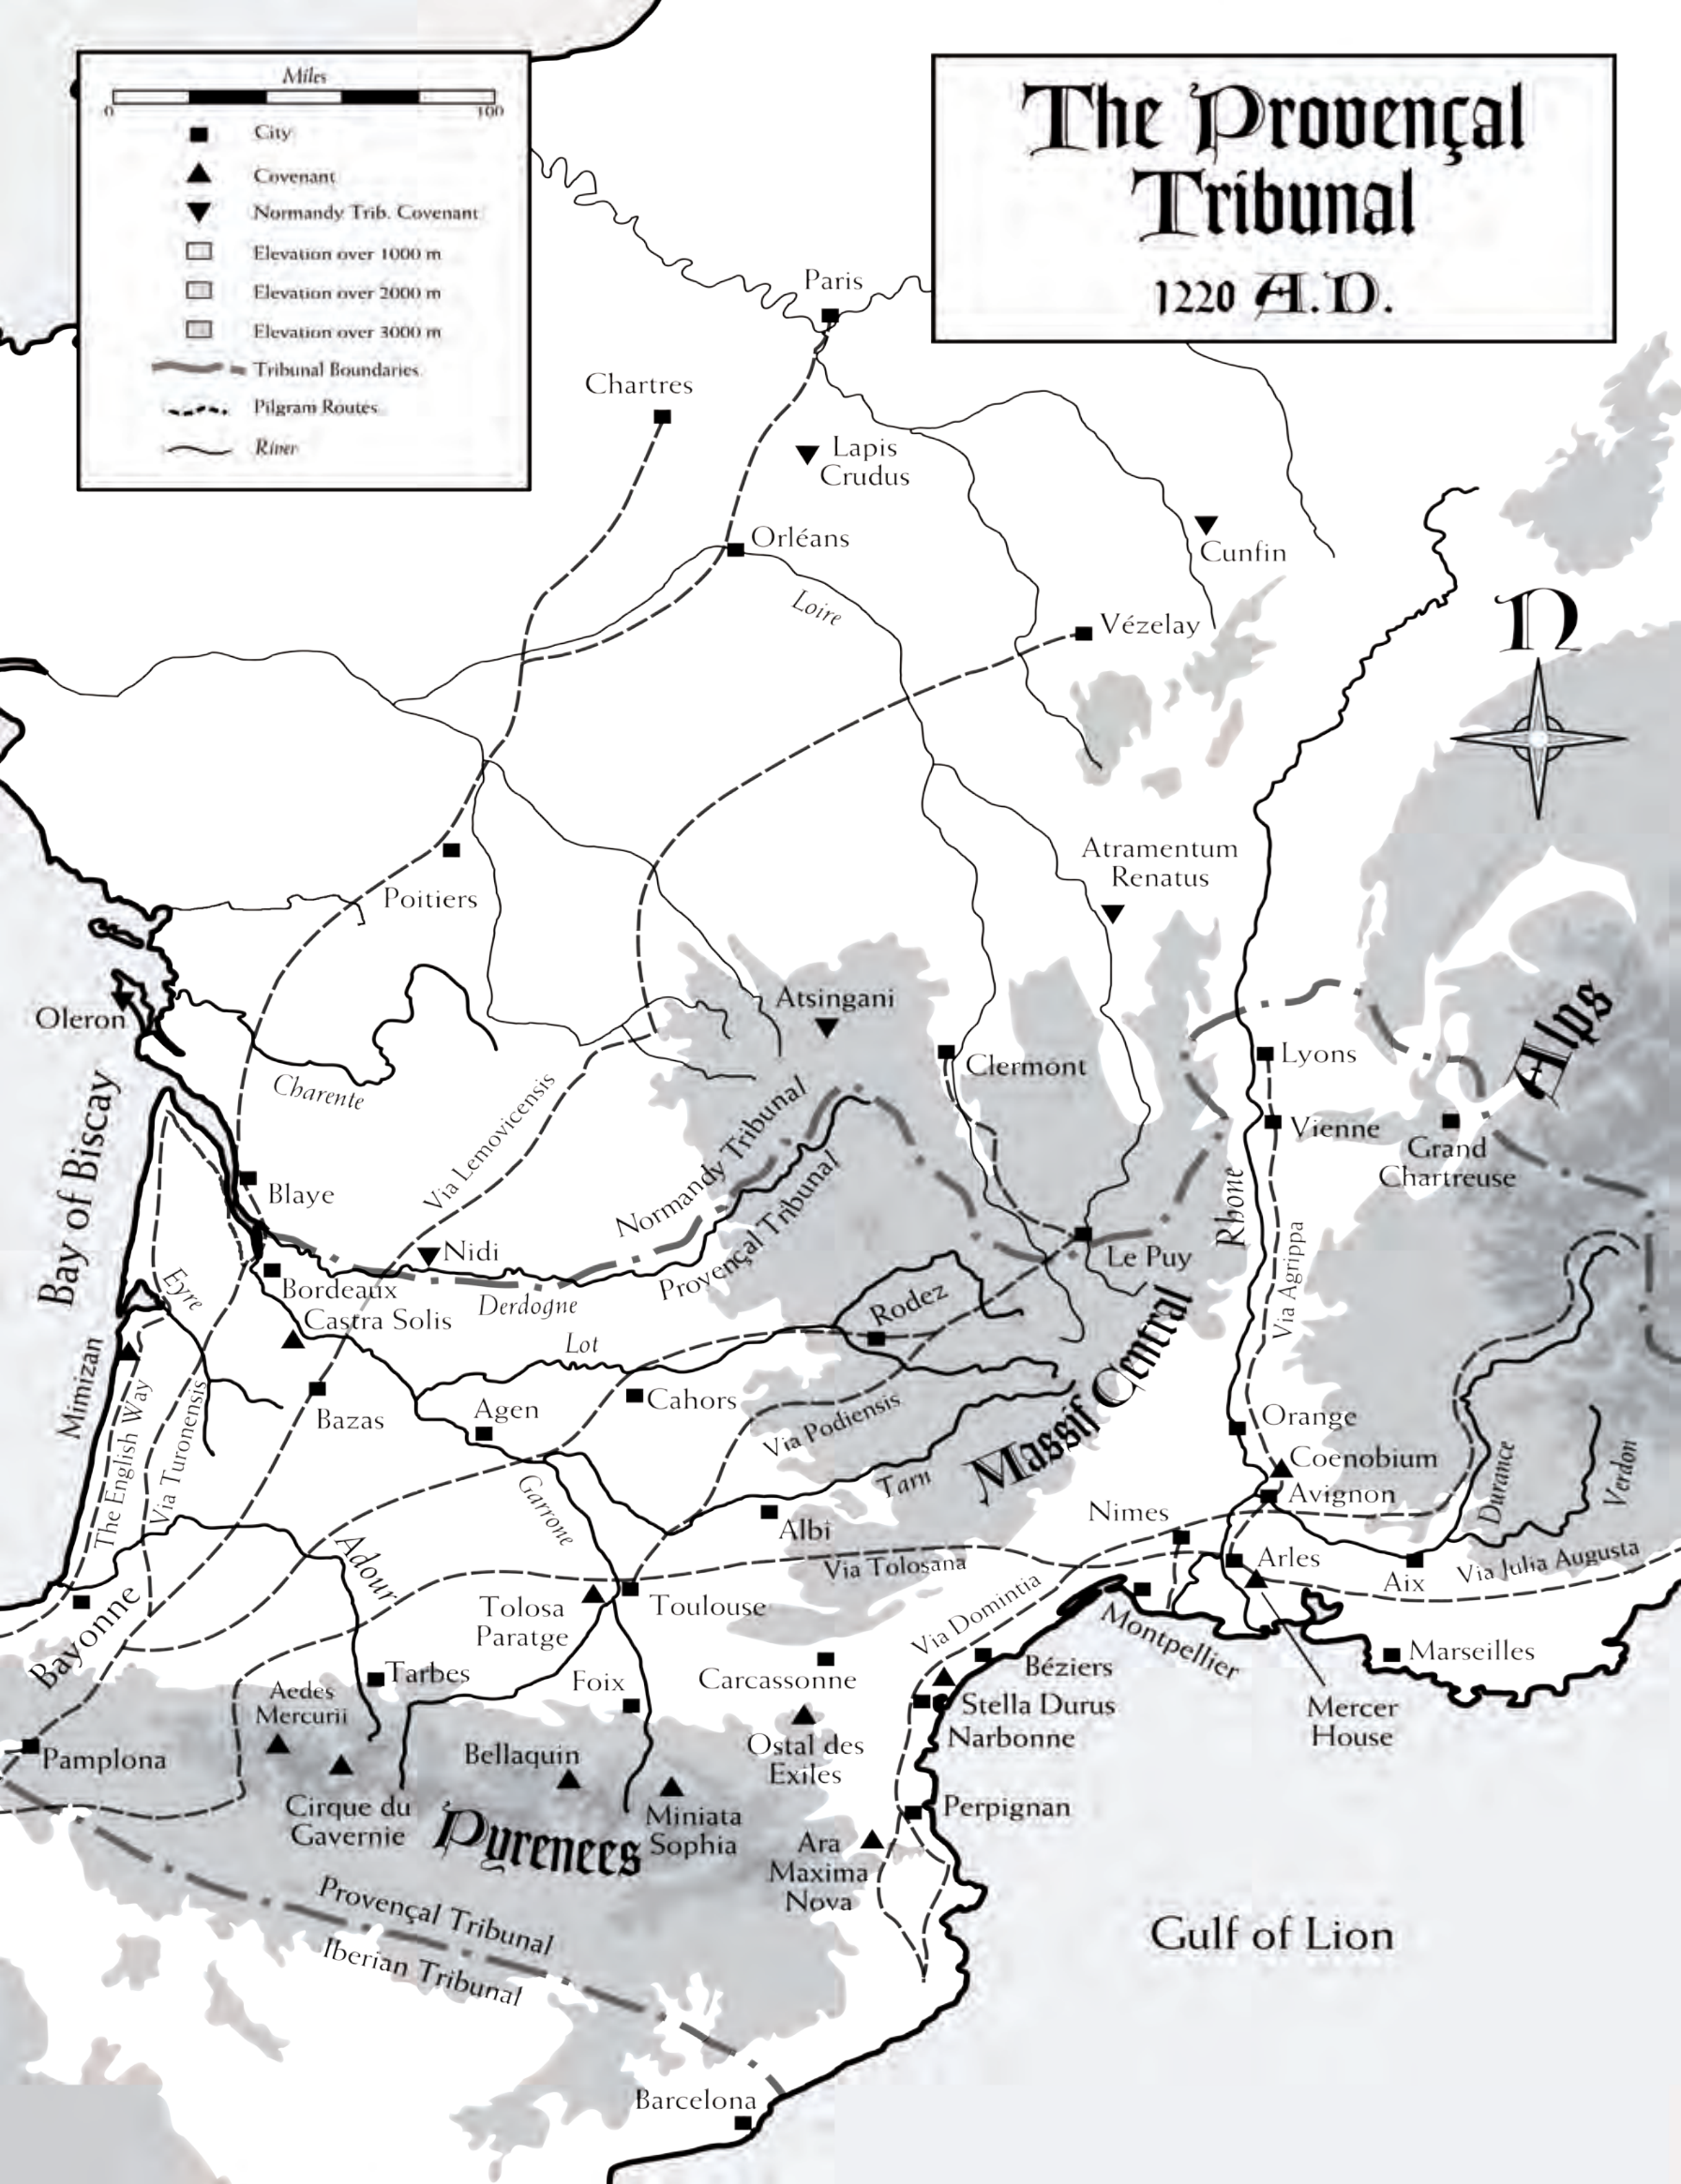 Miles
0 100
City
Covenant
Normandy Trib. Covenant
Elevation over 1000 m
Elevation over 2000 m
Elevation over 3000 m
Tribunal Boundaries
Pilgram Routes
River
The Provençal
Tribunal
1220 A.D.
Paris
Chartres
Lapis
Crudus
Orléans
Cunfin
Loire
Vézelay
N
Atramentum
Renatus
Poitiers
Atsingani
Oleron
Clermont
Lyons
Alps
Charente
Via Lemovicensis
Normandy Tribunal
Provençal Tribunal
Vienne
Grand
Chartreuse
Bay of Biscay
Blaye
Rhone
Nidi
Le Puy
Eyre
Bordeaux
Castra Solis
Derdogne
Via Agrippa
Rodez
Lot
Mimizan
Massif Central
Cahors
Agen
Bazas
Via Podiensis
Orange
The English Way
Via Turonensis
Coenobium
Avignon
Tarn
Durance
Verdon
Garrone
Nimes
Albi
Adour
Via Tolosana
Arles
Aix
Via Julia Augusta
Tolosa
Paratge
Toulouse
Via Domintia
Bayonne
Montpellier
Marseilles
Tarbes
Foix
Carcassonne
Béziers
Aedes
Mercurii
Stella Durus
Narbonne
Mercer
House
Pamplona
Bellaquin
Ostal des
Exiles
Cirque du
Gavernie
Pyrenees
Miniata
Sophia
Perpignan
Ara
Maxima
Nova
Provençal Tribunal
Iberian Tribunal
Gulf of Lion
Barcelona